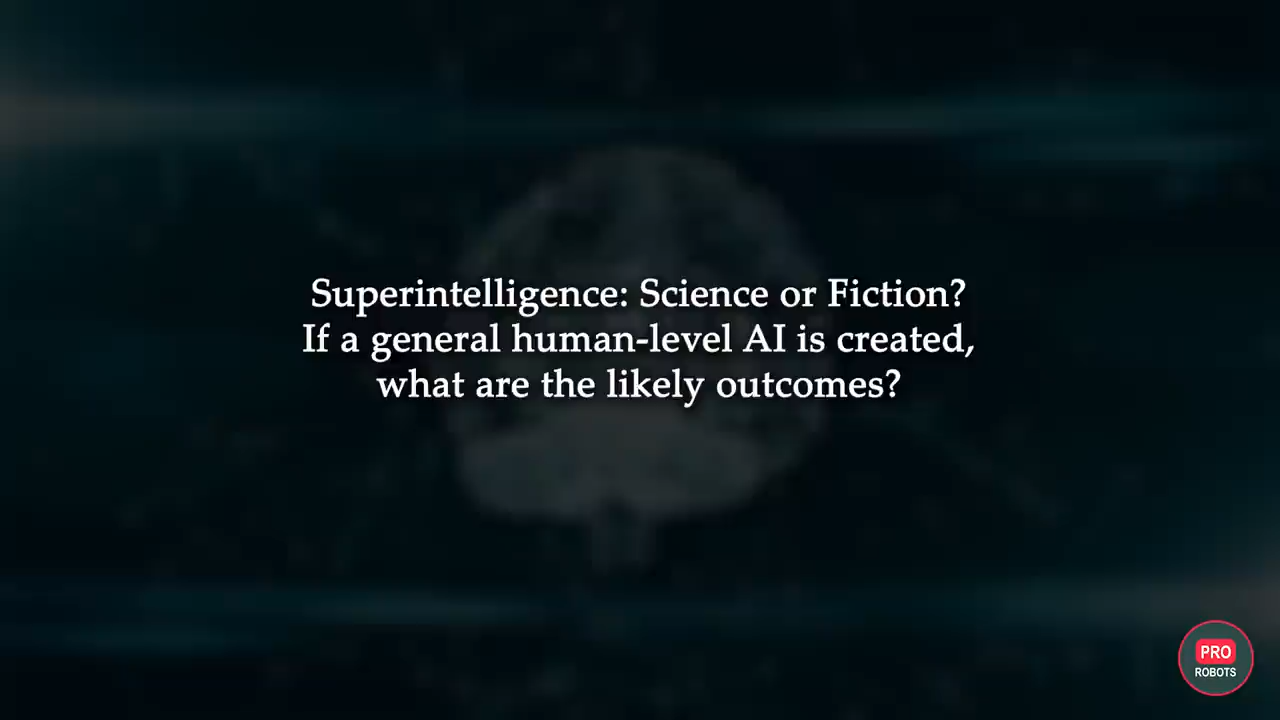 Superintelligence: Science or Fiction?
If a general human-level AI is created,
what are the likely outcomes?
PRO
ROBOTS